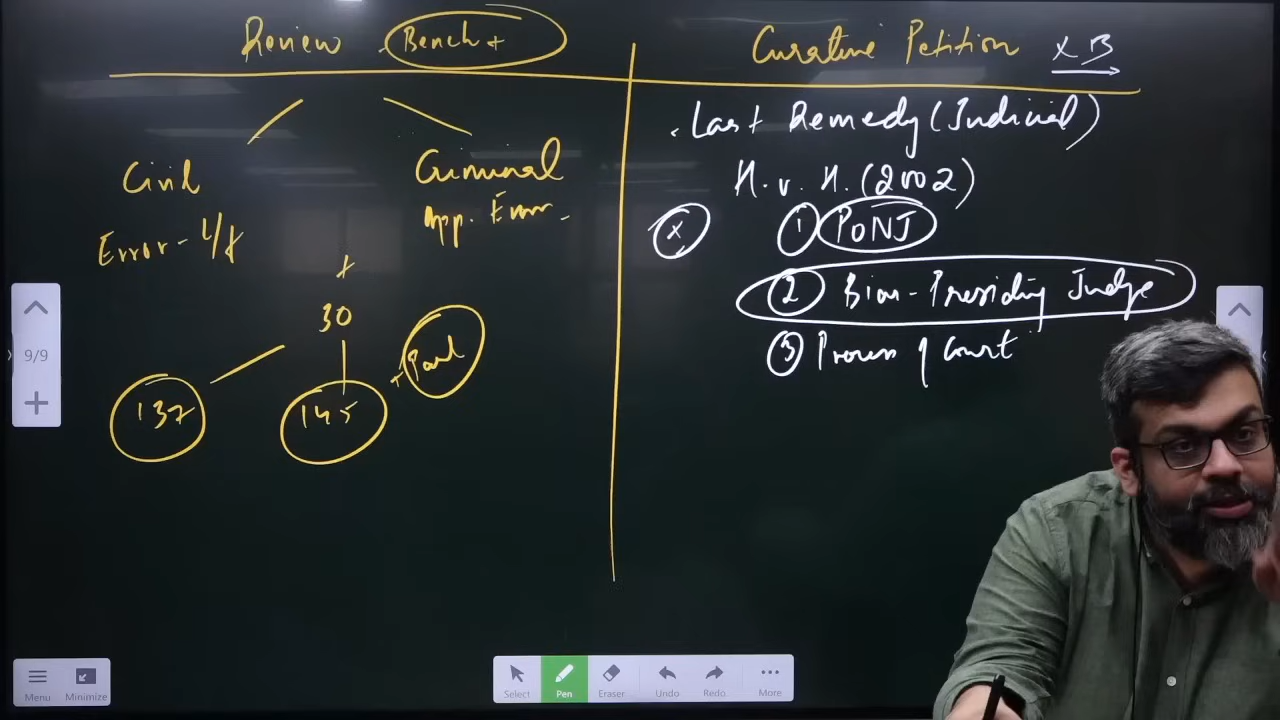 Review Bench +
Civil
Error - L/F
Criminal
App. Error -
+
30
137
145
+ Parl
Curative Petition x B
. Last Remedy (Judicial)
H. v. H. (2002)
x
1 PONJ
2 Bias - Presiding Judge
3 Process of Court
9/9
Menu
Minimize
Select
Pen
Eraser
Undo
Redo
More